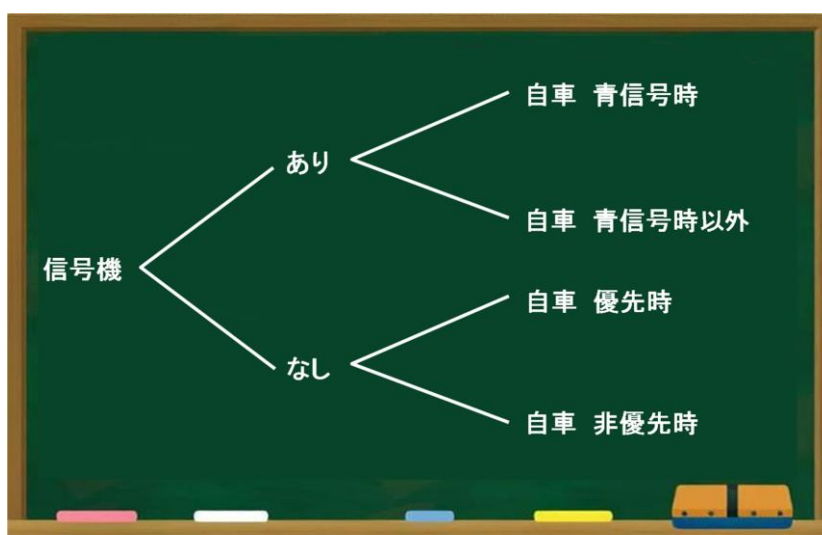 信号機
あり
自車 青信号時
自車 青信号時以外
なし
自車 優先時
自車 非優先時